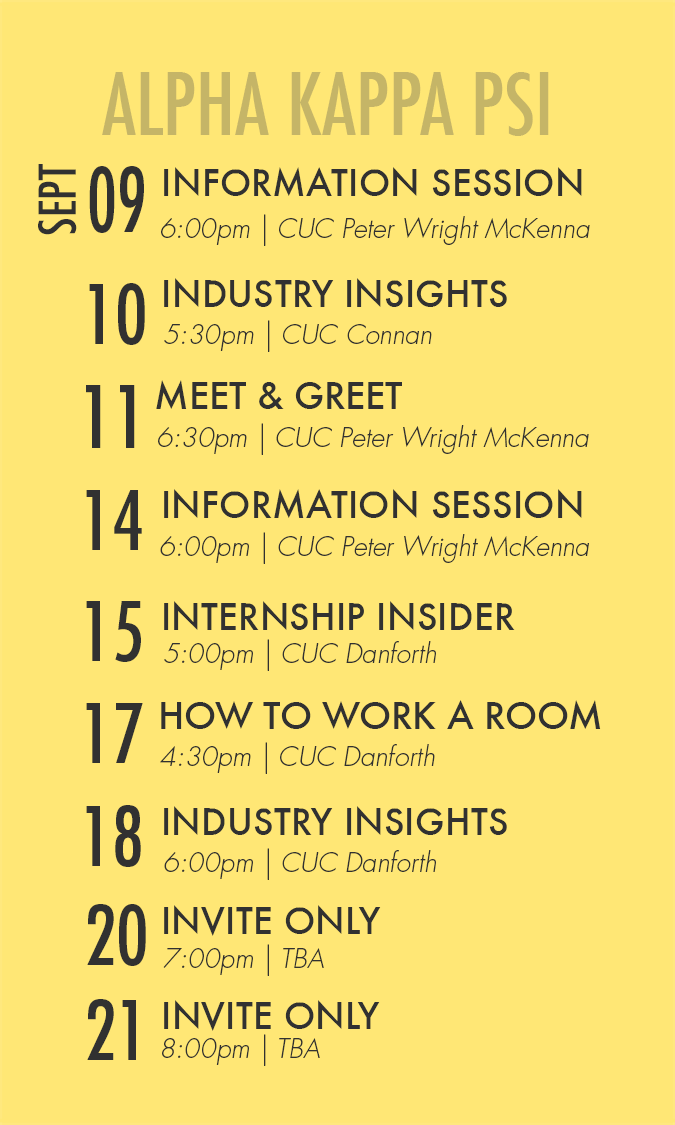 ALPHA KAPPA PSI
SEPT 09 INFORMATION SESSION
6:00pm | CUC Peter Wright McKenna
10 INDUSTRY INSIGHTS
5:30pm | CUC Connan
11 MEET & GREET
6:30pm | CUC Peter Wright McKenna
14 INFORMATION SESSION
6:00pm | CUC Peter Wright McKenna
15 INTERNSHIP INSIDER
5:00pm | CUC Danforth
17 HOW TO WORK A ROOM
4:30pm | CUC Danforth
18 INDUSTRY INSIGHTS
6:00pm | CUC Danforth
20 INVITE ONLY
7:00pm | TBA
21 INVITE ONLY
8:00pm | TBA